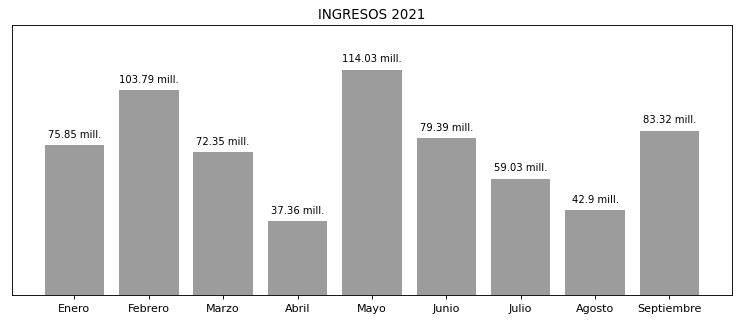 INGRESOS 2021
114.03 mill.
103.79 mill.
83.32 mill.
75.85 mill.
79.39 mill.
72.35 mill.
59.03 mill.
42.9 mill.
37.36 mill.
Enero Febrero Marzo Abril Mayo Junio Julio Agosto Septiembre